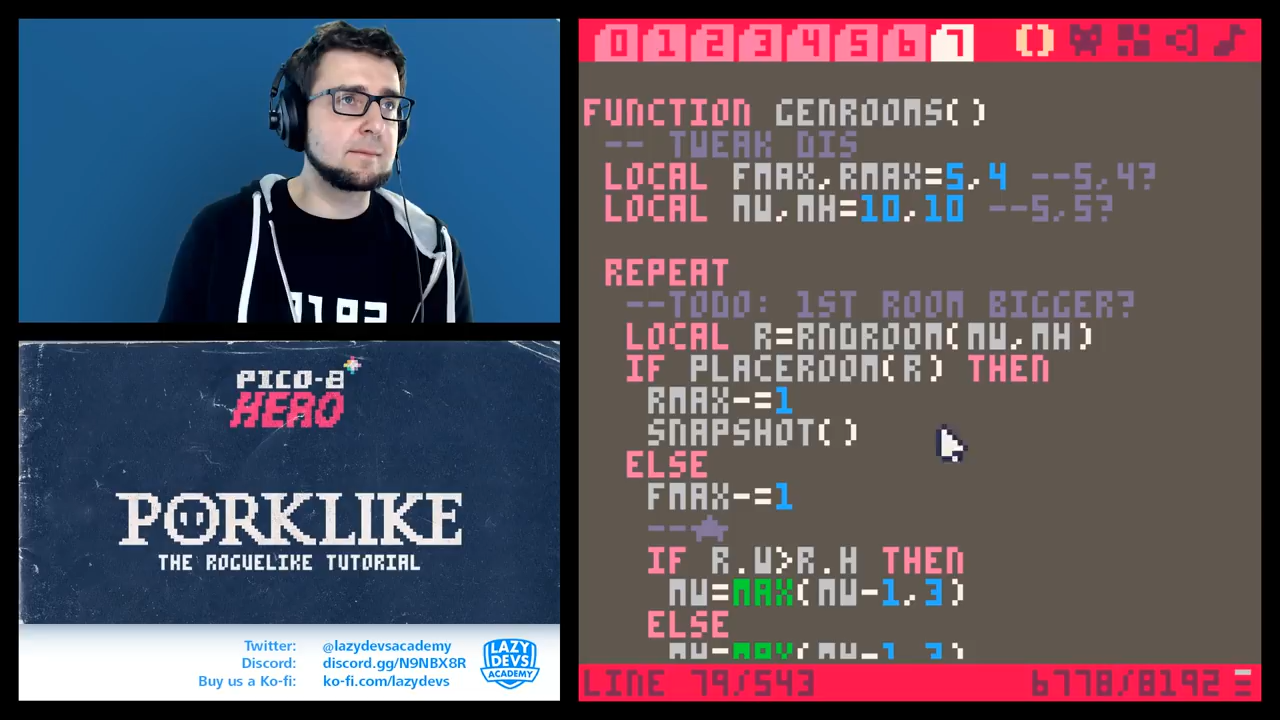 8192
PICO-8
HERO
PORKLIKE
THE ROGUELIKE TUTORIAL
Twitter: @lazydevsacademy
Discord: discord.gg/N9NBX8R
Buy us a Ko-fi: ko-fi.com/lazydevs
LAZY
DEVS
ACADEMY
0 1 2 3 4 5 6 7
FUNCTION GENROOMS()
-- TWEAK DIS
LOCAL FMAX,RMAX=5,4 --5,4?
LOCAL MW,MH=10,10 --5,5?
REPEAT
--TODO: 1ST ROOM BIGGER?
LOCAL R=RNDROOM(MW,MH)
IF PLACEROOM(R) THEN
RMAX-=1
SNAPSHOT()
ELSE
FMAX-=1
--
IF R.W>R.H THEN
MW=MAX(MW-1,3)
ELSE
LINE 79/543 6778/8192